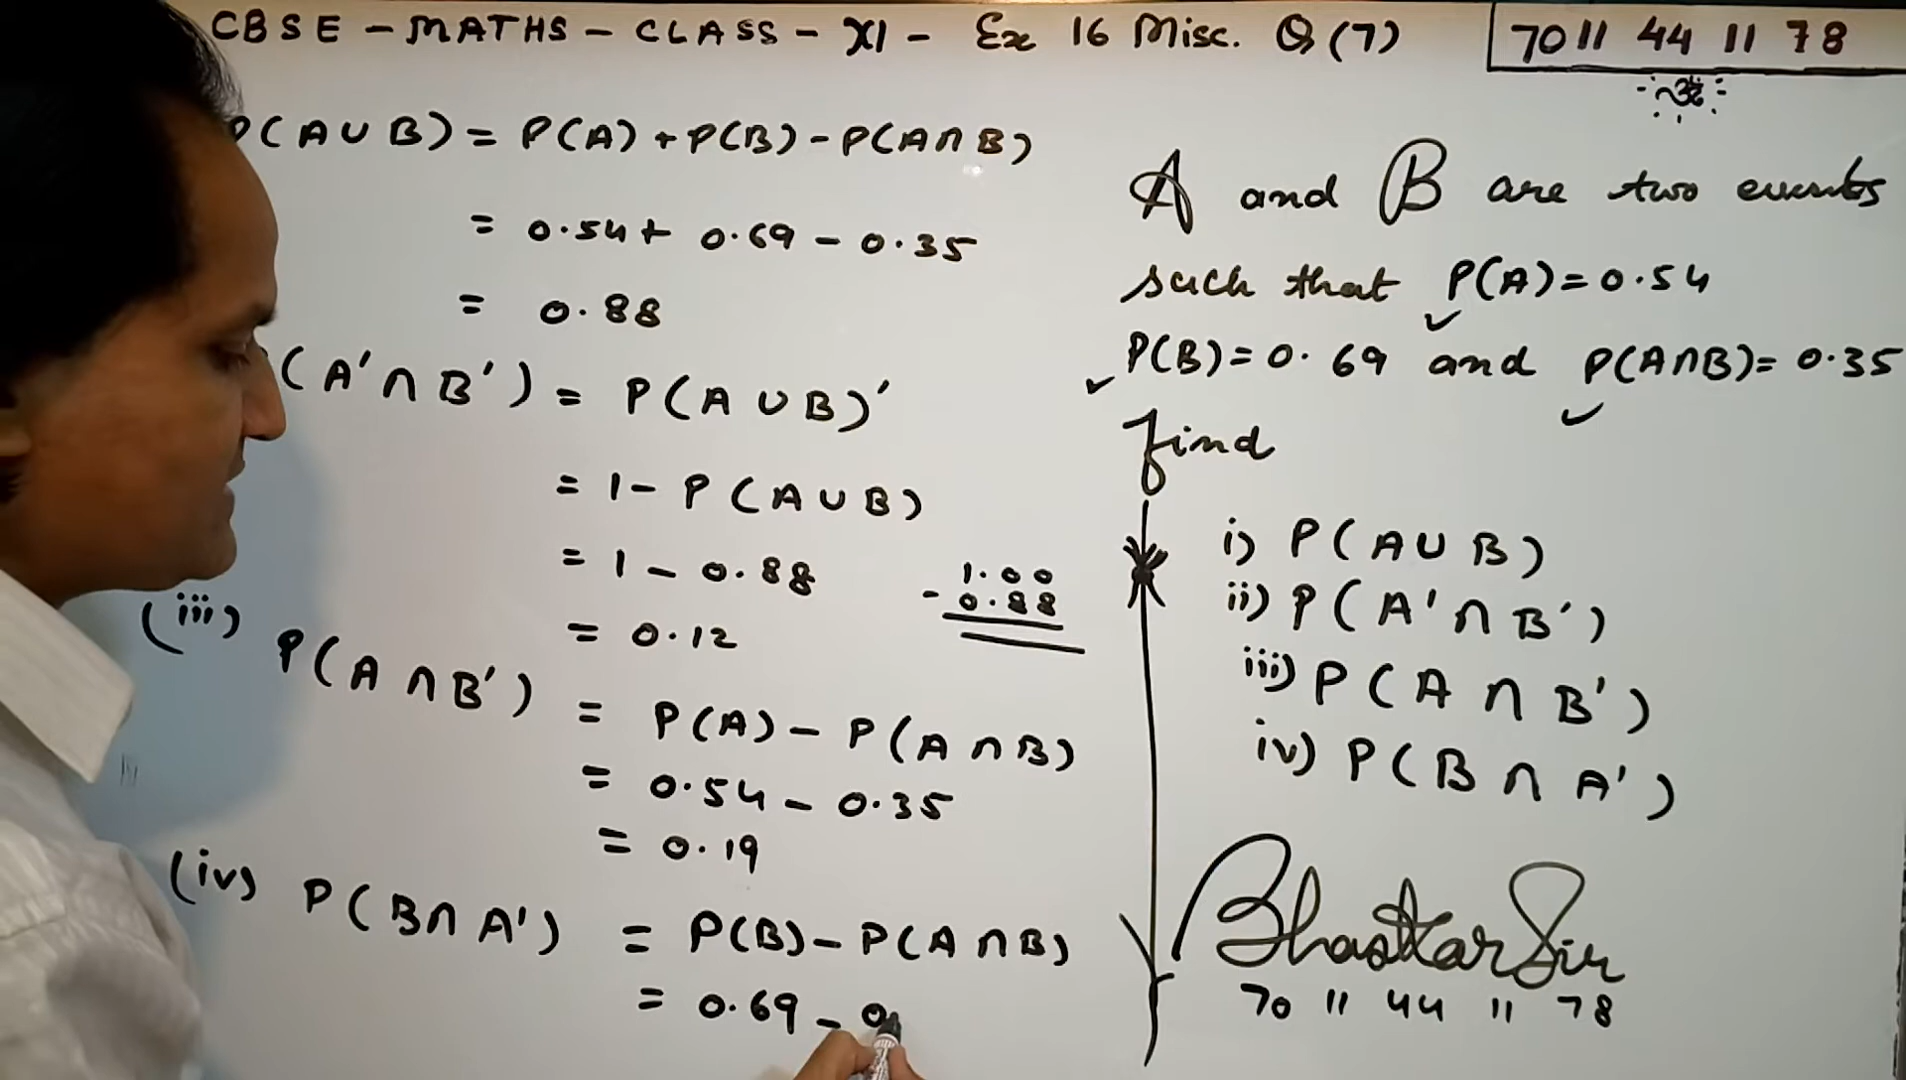 CBSE - MATHS - CLASS - XI - Ex 16 Misc. Q (7)
70 11 44 11 78
ॐ
P(A∪B) = P(A) + P(B) - P(A∩B)
= 0.54 + 0.69 - 0.35
= 0.88
(A'∩B') = P(A∪B)'
= 1 - P(A∪B)
= 1 - 0.88
= 0.12
1.00
- 0.88
(iii) P(A∩B') = P(A) - P(A∩B)
= 0.54 - 0.35
= 0.19
(iv) P(B∩A') = P(B) - P(A∩B)
= 0.69 - 0.
A and B are two events
such that P(A) = 0.54
P(B) = 0.69 and P(A∩B) = 0.35
find
i) P(A∪B)
ii) P(A'∩B')
iii) P(A∩B')
iv) P(B∩A')
Bhaskar Sir
70 11 44 11 78